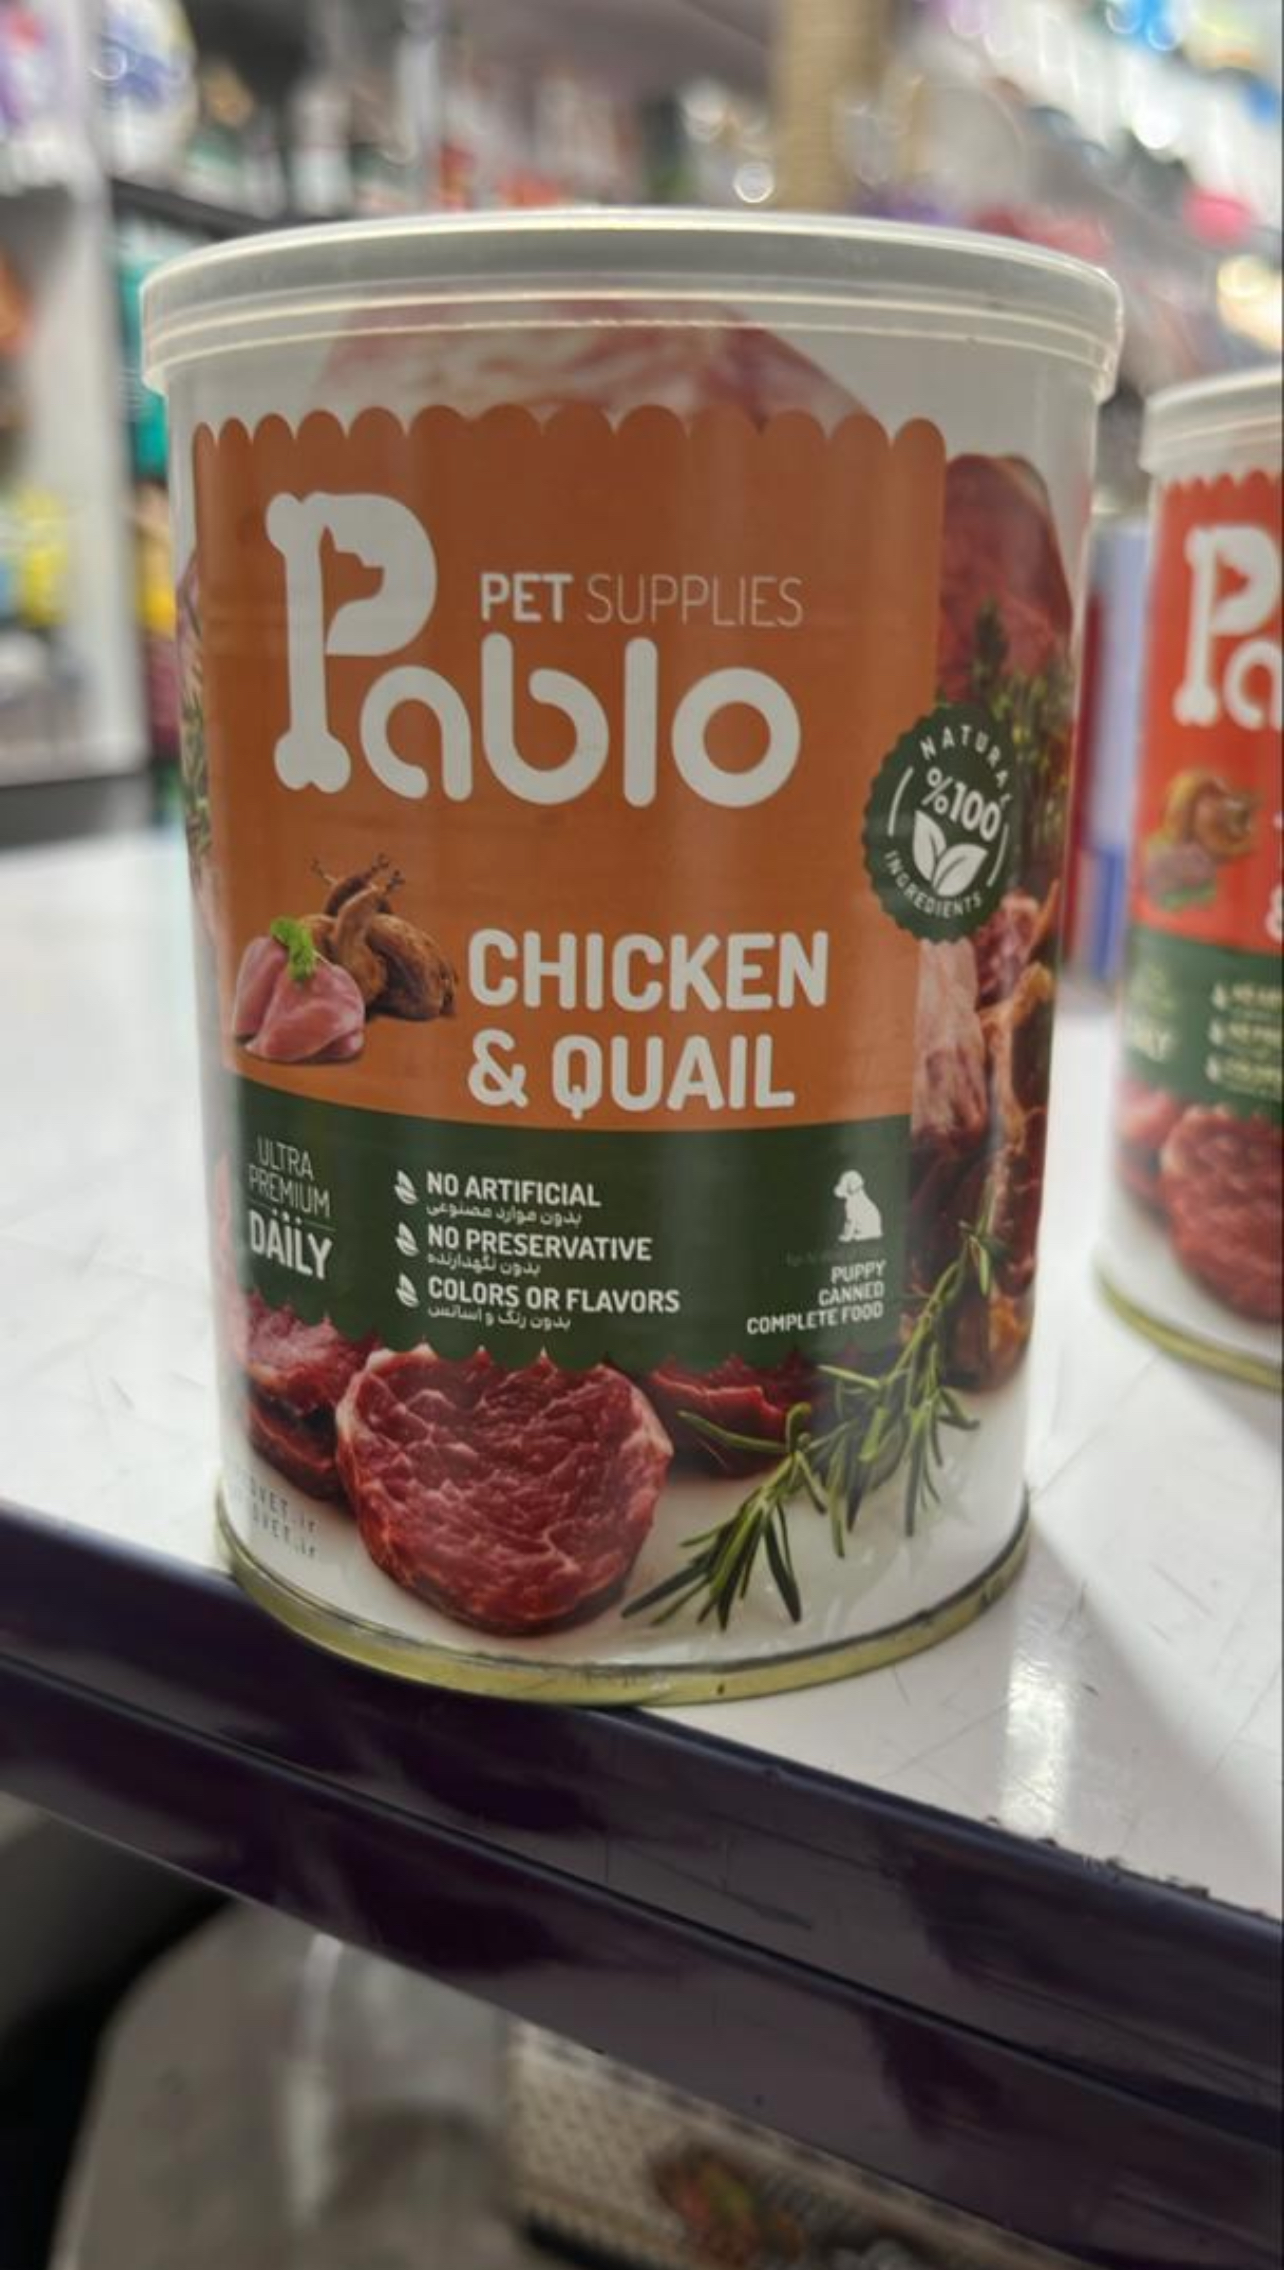 PET SUPPLIES
Pablo
NATURAL
%100
INGREDIENTS
CHICKEN
& QUAIL
ULTRA
PREMIUM
DAILY
NO ARTIFICIAL
بدون موارد مصنوعی
NO PRESERVATIVE
بدون نگهدارنده
COLORS OR FLAVORS
بدون رنگ و اسانس
PUPPY
CANNED
COMPLETE FOOD